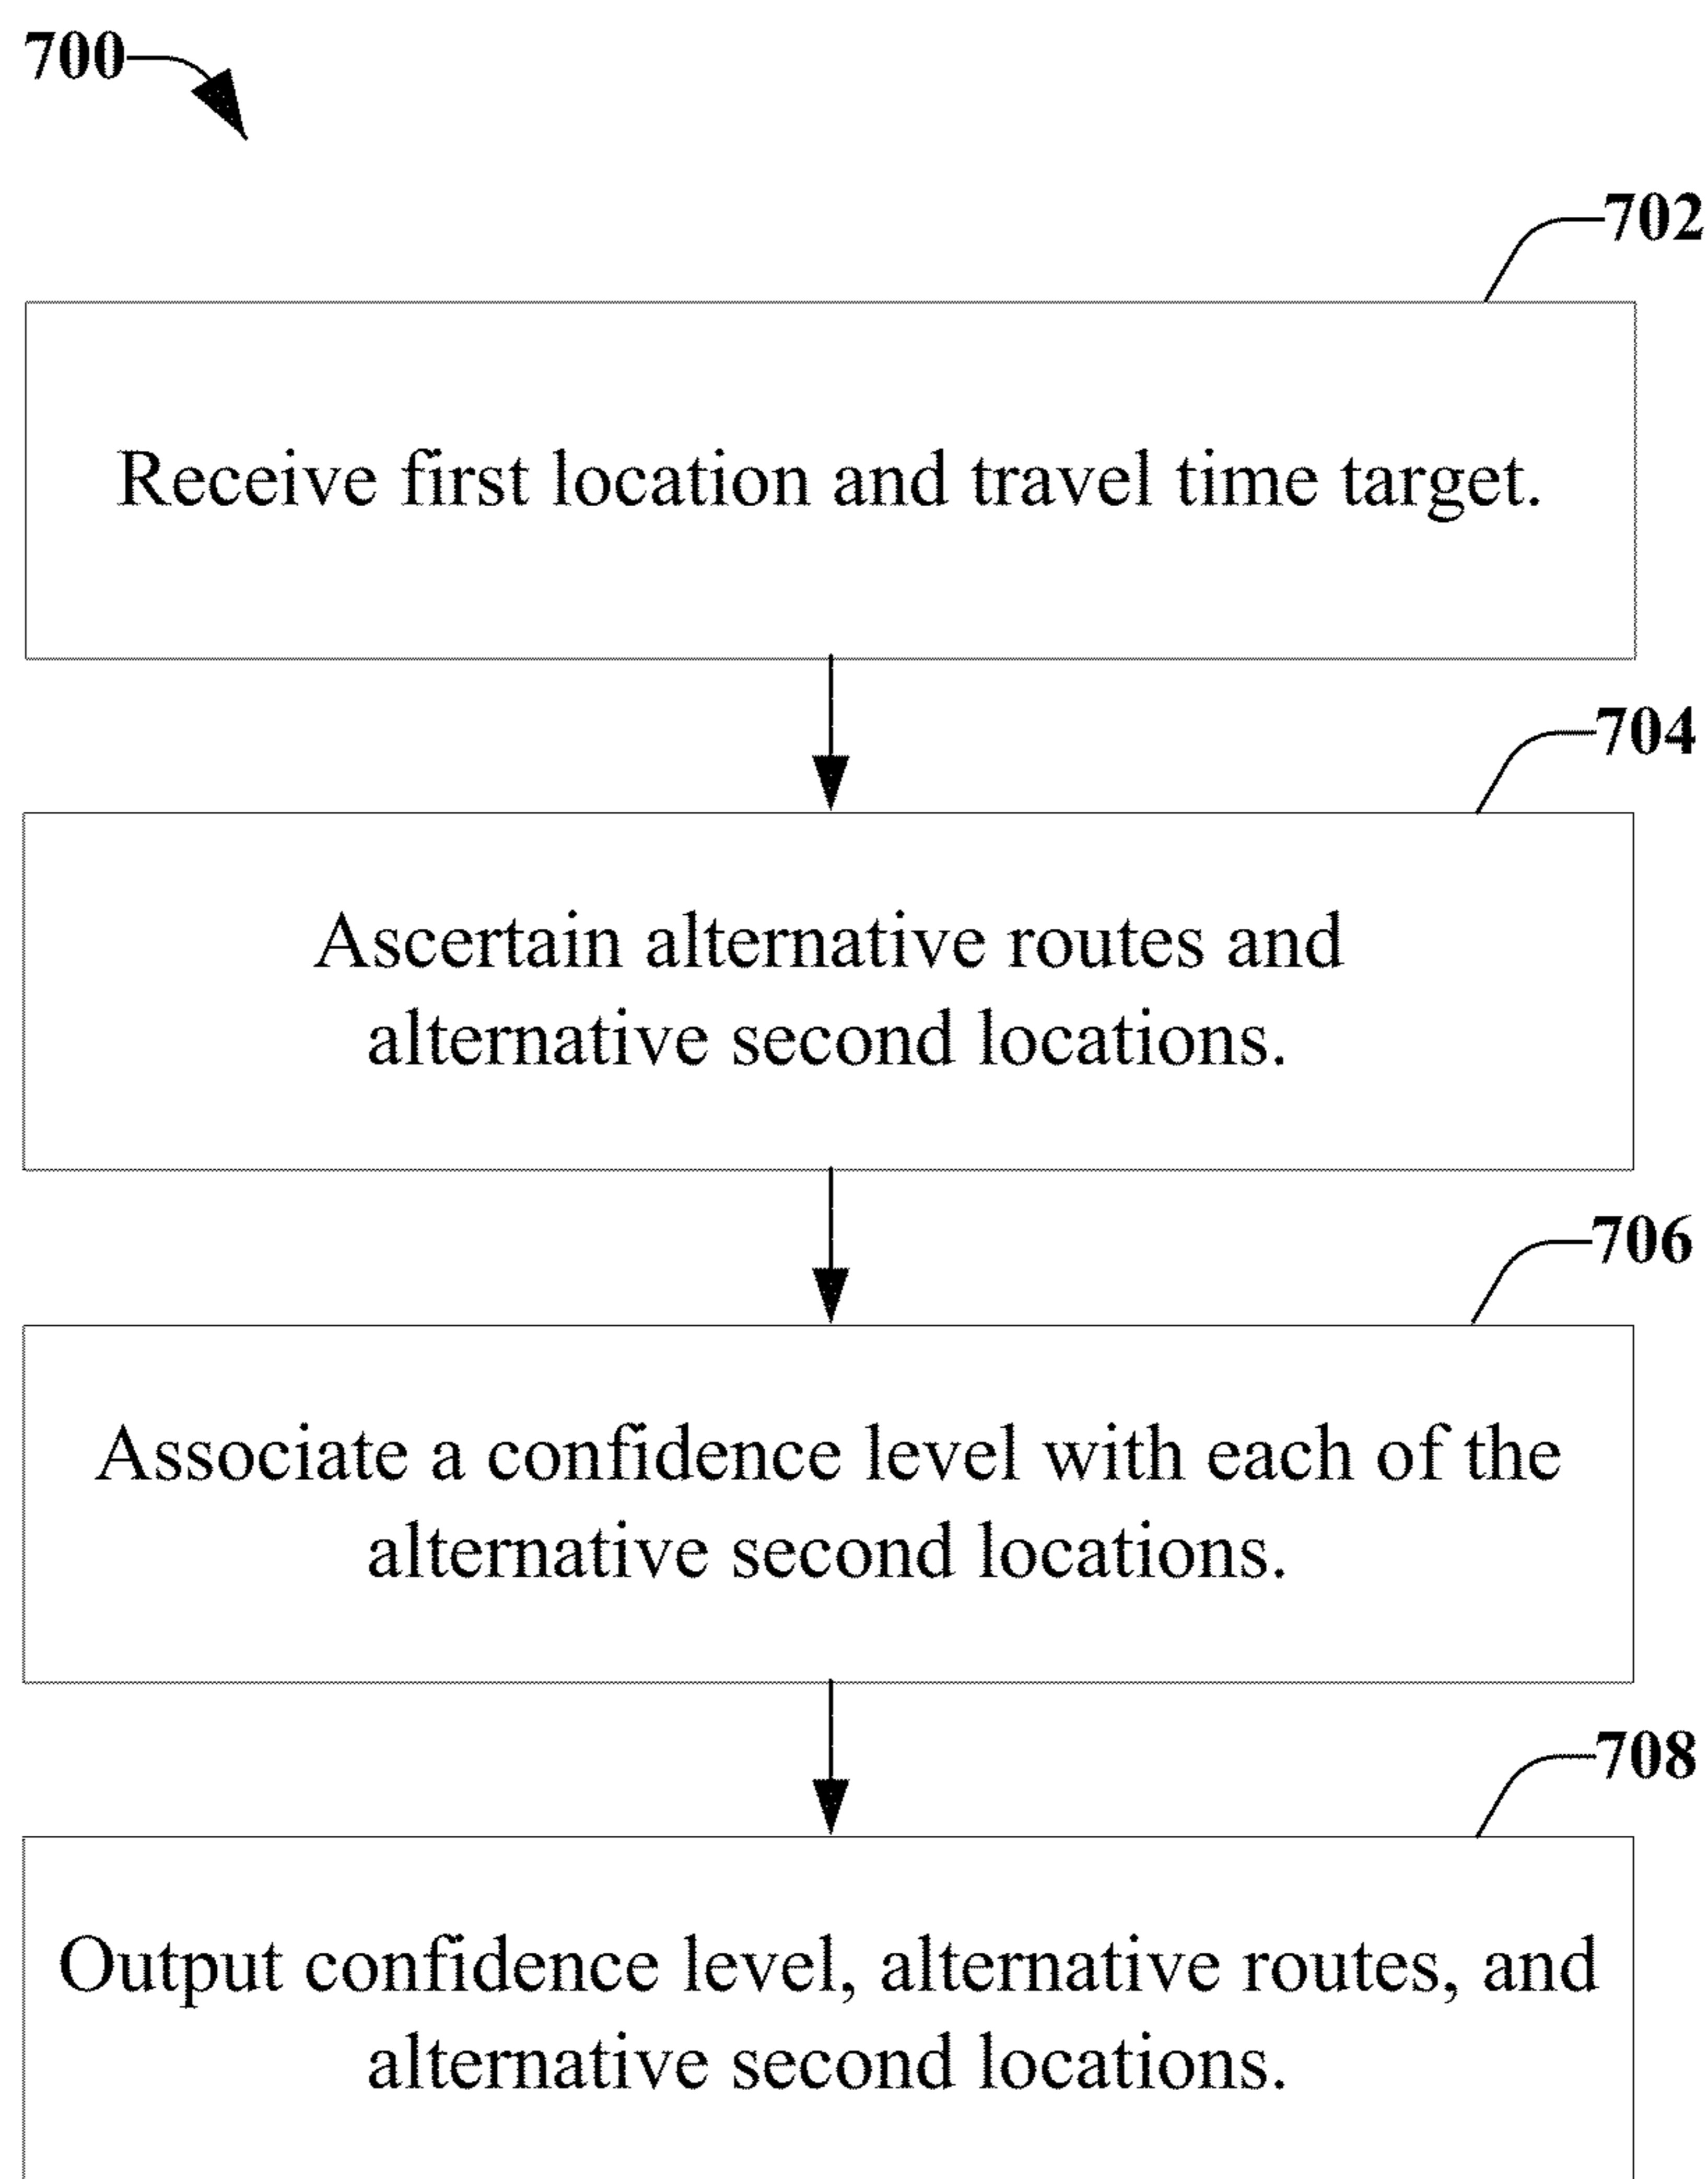 700
702
Receive first location and travel time target.
704
Ascertain alternative routes and
alternative second locations.
706
Associate a confidence level with each of the
alternative second locations.
708
Output confidence level, alternative routes, and
alternative second locations.